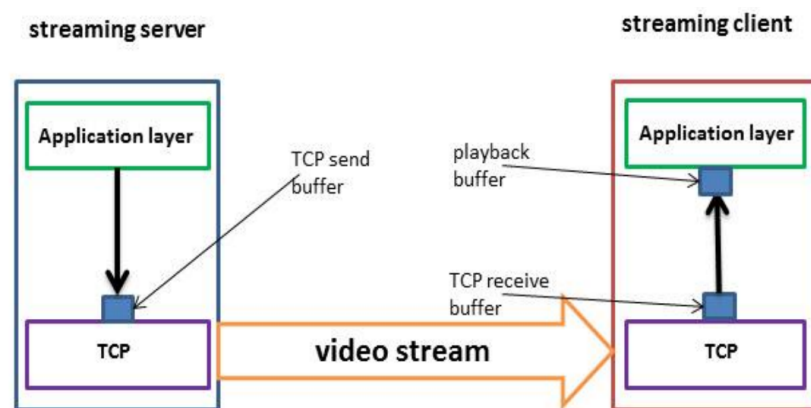 streaming server
streaming client
Application layer
Application layer
TCP send
buffer
playback
buffer
TCP receive
buffer
TCP
video stream
TCP